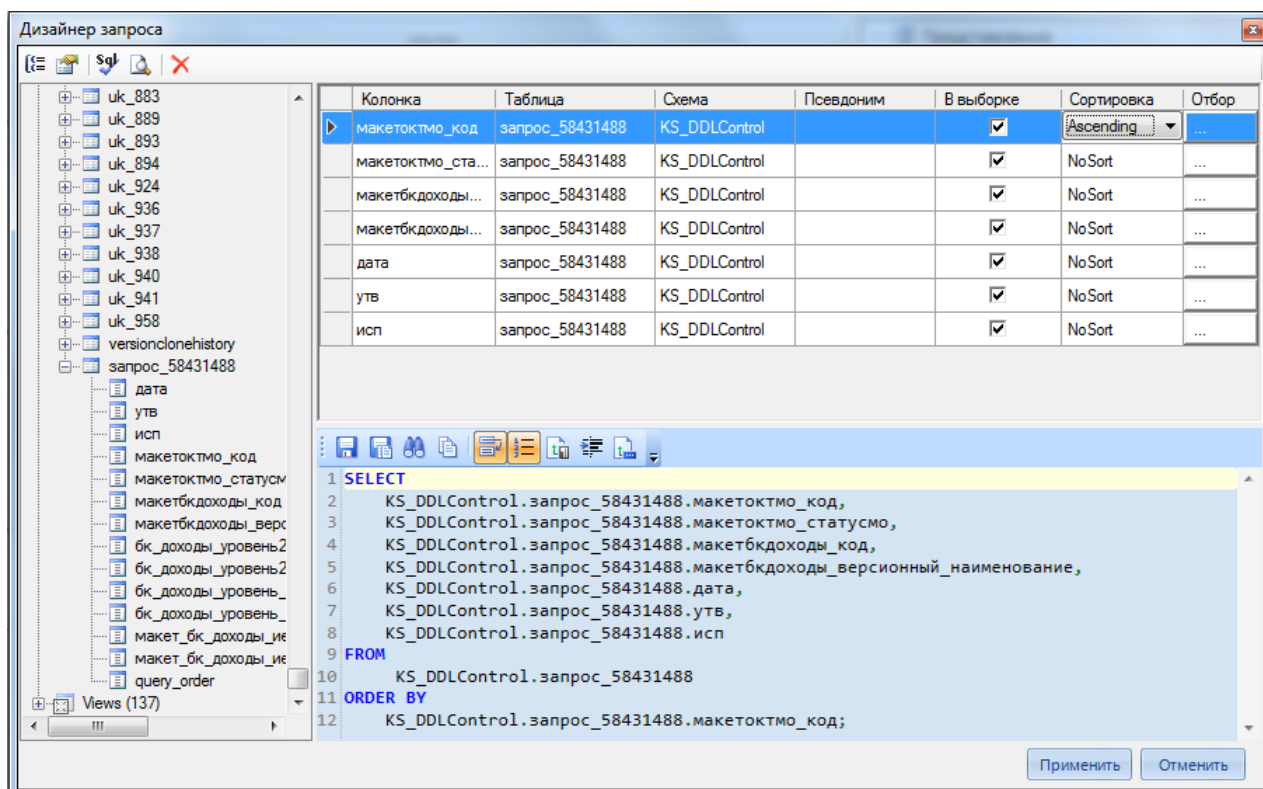 Дизайнер запроса
Sql
uk_883
uk_889
uk_893
uk_894
uk_924
uk_936
uk_937
uk_938
uk_940
uk_941
uk_958
versionclonehistory
запрос_58431488
дата
утв
исп
макетоктмо_код
макетоктмо_статусм
макетбкдоходы_код
макетбкдоходы_верс
бк_доходы_уровень2
бк_доходы_уровень2
бк_доходы_уровень_
бк_доходы_уровень_
макет_бк_доходы_ие
макет_бк_доходы_ие
query_order
Views (137)
Колонка Таблица Схема Псевдоним В выборке Сортировка Отбор
макетоктмо_код запрос_58431488 KS_DDLControl Ascending ...
макетоктмо_ста... запрос_58431488 KS_DDLControl NoSort ...
макетбкдоходы... запрос_58431488 KS_DDLControl NoSort ...
макетбкдоходы... запрос_58431488 KS_DDLControl NoSort ...
дата запрос_58431488 KS_DDLControl NoSort ...
утв запрос_58431488 KS_DDLControl NoSort ...
исп запрос_58431488 KS_DDLControl NoSort ...
1 SELECT
2 KS_DDLControl.запрос_58431488.макетоктмо_код,
3 KS_DDLControl.запрос_58431488.макетоктмо_статусмо,
4 KS_DDLControl.запрос_58431488.макетбкдоходы_код,
5 KS_DDLControl.запрос_58431488.макетбкдоходы_версионный_наименование,
6 KS_DDLControl.запрос_58431488.дата,
7 KS_DDLControl.запрос_58431488.утв,
8 KS_DDLControl.запрос_58431488.исп
9 FROM
10 KS_DDLControl.запрос_58431488
11 ORDER BY
12 KS_DDLControl.запрос_58431488.макетоктмо_код;
Применить Отменить